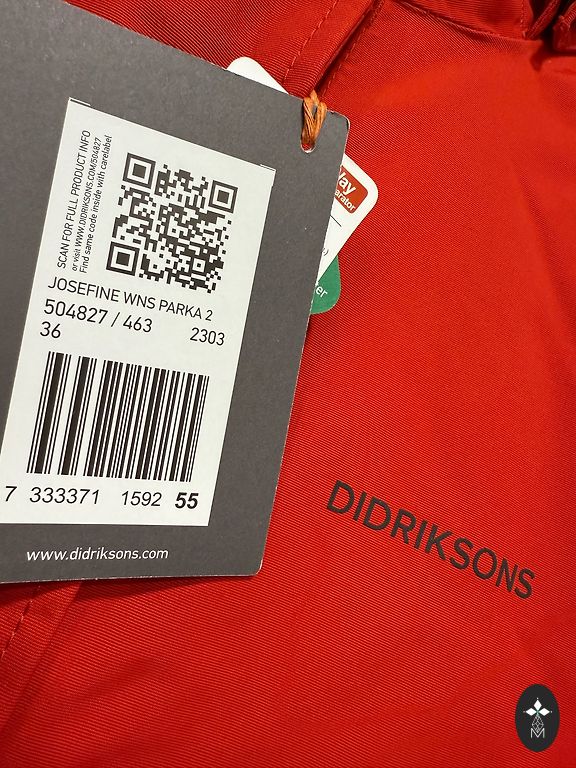 SCAN FOR FULL PRODUCT INFO
or visit WWW.DIDRIKSONS.COM/504827
Find same code inside with carelabel
JOSEFINE WNS PARKA 2
504827 / 463 2303
36
7 333371 1592 55
www.didriksons.com
DIDRIKSONS
M